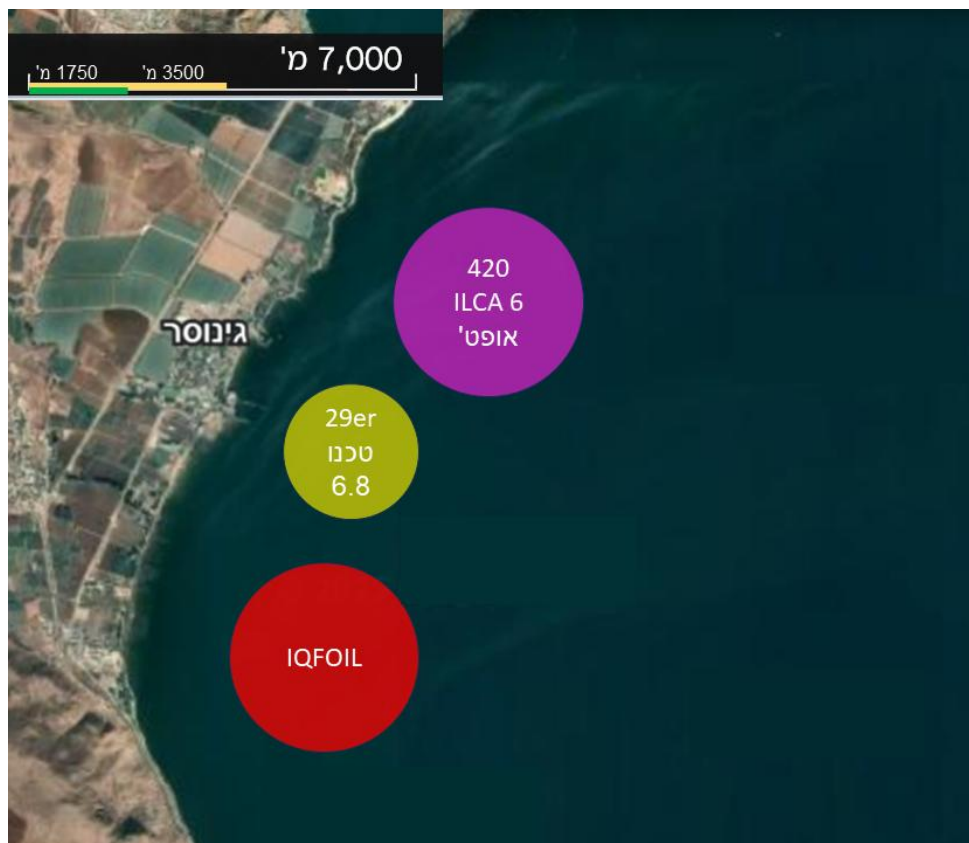 7,000 מ'
1750 מ'
3500 מ'
420
ILCA 6
אופט'
גינוסר
29er
טכנו
6.8
IQFOIL